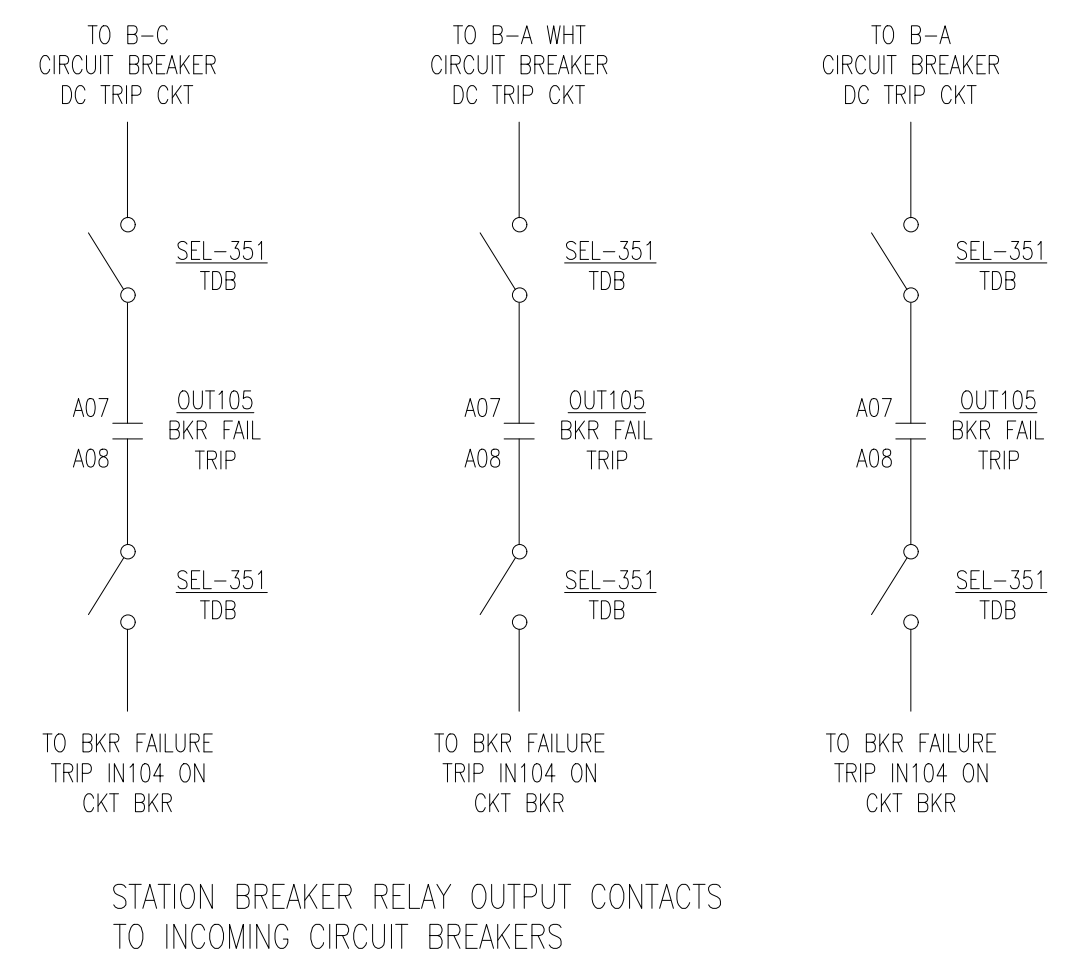 TO B-C
CIRCUIT BREAKER
DC TRIP CKT
TO B-A WHT
CIRCUIT BREAKER
DC TRIP CKT
TO B-A
CIRCUIT BREAKER
DC TRIP CKT
SEL-351
TDB
SEL-351
TDB
SEL-351
TDB
A07
OUT105
BKR FAIL
A08
TRIP
A07
OUT105
BKR FAIL
A08
TRIP
A07
OUT105
BKR FAIL
A08
TRIP
SEL-351
TDB
SEL-351
TDB
SEL-351
TDB
TO BKR FAILURE
TRIP IN104 ON
CKT BKR
TO BKR FAILURE
TRIP IN104 ON
CKT BKR
TO BKR FAILURE
TRIP IN104 ON
CKT BKR
STATION BREAKER RELAY OUTPUT CONTACTS
TO INCOMING CIRCUIT BREAKERS